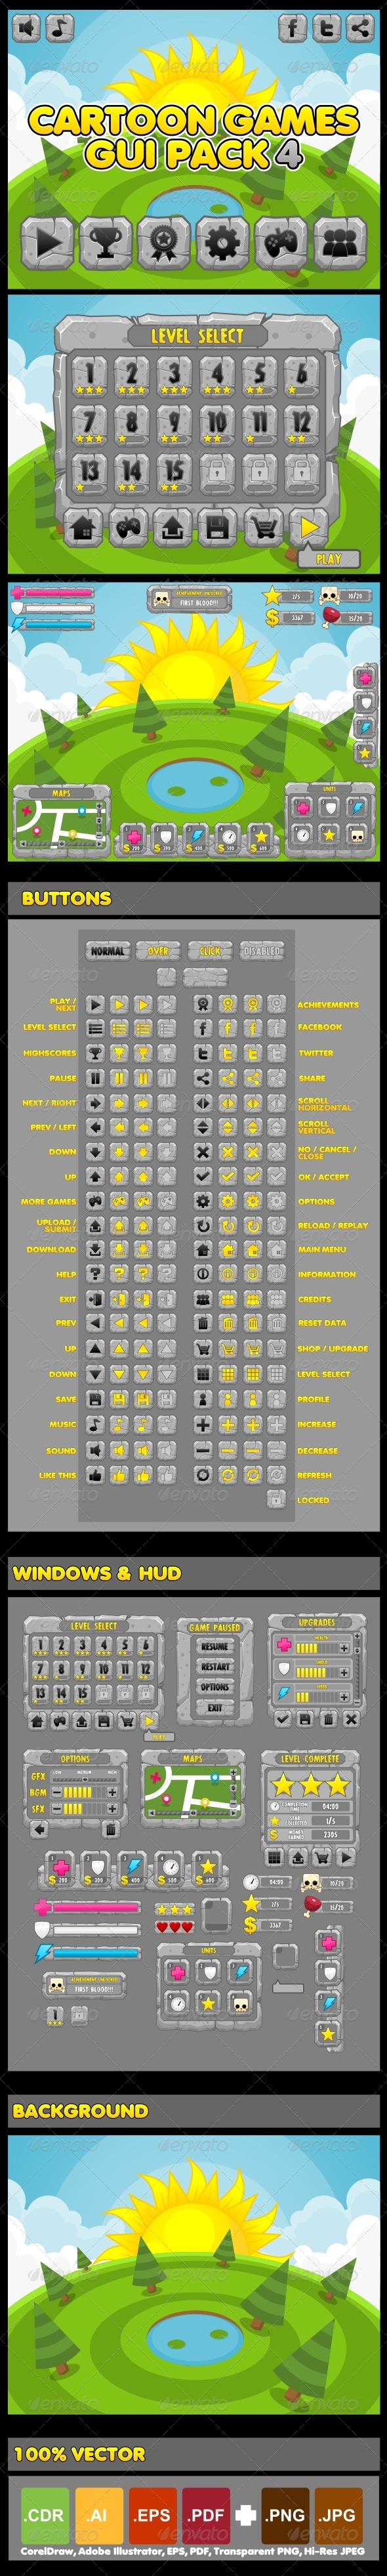 CARTOON GAMES
GUI PACK 4
LEVEL SELECT
1 2 3 4 5 6
7 8 9 10 11 12
13 14 15
PLAY
ACHIEVEMENT UNLOCKED
FIRST BLOOD!!!
2/5 10/20
3367 15/20
MAPS
UNITS
200 300 400 500 600
BUTTONS
NORMAL OVER CLICK DISABLED
PLAY / NEXT ACHIEVEMENTS
LEVEL SELECT FACEBOOK
HIGHSCORES TWITTER
PAUSE SHARE
NEXT / RIGHT SCROLL HORIZONTAL
PREV / LEFT SCROLL VERTICAL
DOWN NO / CANCEL / CLOSE
UP OK / ACCEPT
MORE GAMES OPTIONS
UPLOAD / SUBMIT RELOAD / REPLAY
DOWNLOAD MAIN MENU
HELP INFORMATION
EXIT CREDITS
PREV RESET DATA
UP SHOP / UPGRADE
DOWN LEVEL SELECT
SAVE PROFILE
MUSIC INCREASE
SOUND DECREASE
LIKE THIS REFRESH
LOCKED
WINDOWS & HUD
LEVEL SELECT
1 2 3 4 5 6
7 8 9 10 11 12
13 14 15
PLAY
GAME PAUSED
RESUME
RESTART
OPTIONS
EXIT
UPGRADES
HEALTH
OPTIONS
GFX LOW MEDIUM HIGH
BGM
SFX
MAPS
LEVEL COMPLETE
COMPLETION TIME 04:00
STARS COLLECTED 1/5
MONEY EARNED 2305
200 300 400 500 600
04:00 10/20
2/5 15/20
3367
UNITS
ACHIEVEMENT UNLOCKED
FIRST BLOOD!!!
1
BACKGROUND
100% VECTOR
.CDR .AI .EPS .PDF + .PNG .JPG
CorelDraw, Adobe Illustrator, EPS, PDF, Transparent PNG, Hi-Res JPEG